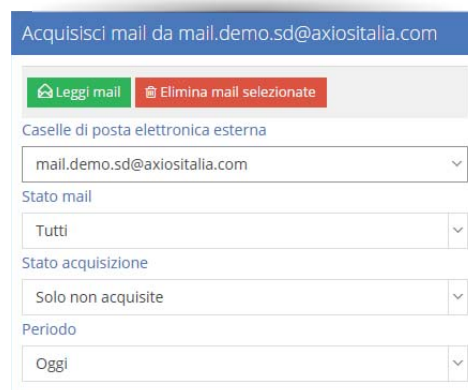 Acquisisci mail da mail.demo.sd@axiositalia.com
Leggi mail Elimina mail selezionate
Caselle di posta elettronica esterna
mail.demo.sd@axiositalia.com
Stato mail
Tutti
Stato acquisizione
Solo non acquisite
Periodo
Oggi